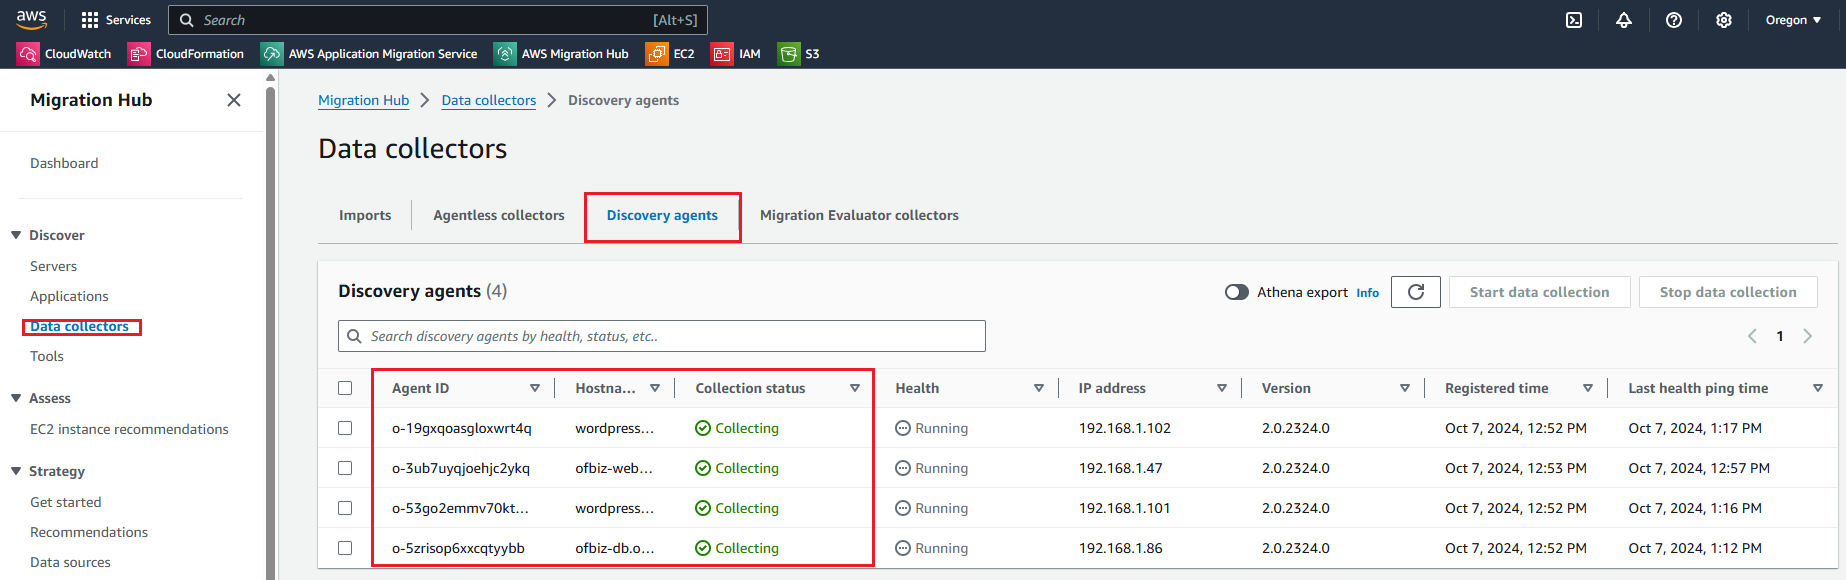 aws Services Search [Alt+S] Oregon
CloudWatch CloudFormation AWS Application Migration Service AWS Migration Hub EC2 IAM S3
Migration Hub
Dashboard
Discover
Servers
Applications
Data collectors
Tools
Assess
EC2 instance recommendations
Strategy
Get started
Recommendations
Data sources
Migration Hub > Data collectors > Discovery agents
Data collectors
Imports Agentless collectors Discovery agents Migration Evaluator collectors
Discovery agents (4) Athena export Info Start data collection Stop data collection
Search discovery agents by health, status, etc..
1
Agent ID Hostna... Collection status Health IP address Version Registered time Last health ping time
o-19gxqoasgloxwrt4q wordpress... Collecting Running 192.168.1.102 2.0.2324.0 Oct 7, 2024, 12:52 PM Oct 7, 2024, 1:17 PM
o-3ub7uyqjoehjc2ykq ofbiz-web... Collecting Running 192.168.1.47 2.0.2324.0 Oct 7, 2024, 12:53 PM Oct 7, 2024, 12:57 PM
o-53go2emmv70kt... wordpress... Collecting Running 192.168.1.101 2.0.2324.0 Oct 7, 2024, 12:52 PM Oct 7, 2024, 1:16 PM
o-5zrisop6xxcqtyybb ofbiz-db.o... Collecting Running 192.168.1.86 2.0.2324.0 Oct 7, 2024, 12:52 PM Oct 7, 2024, 1:12 PM